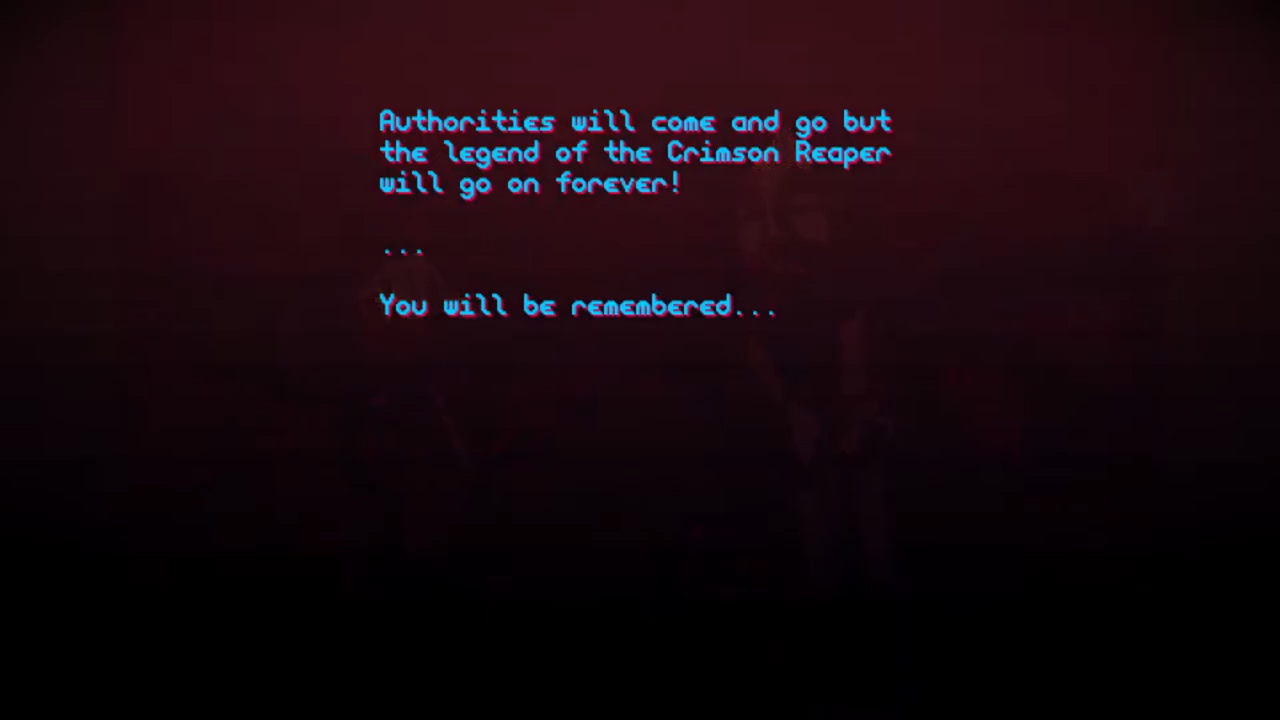 Authorities will come and go but
the legend of the Crimson Reaper
will go on forever!
...
You will be remembered...